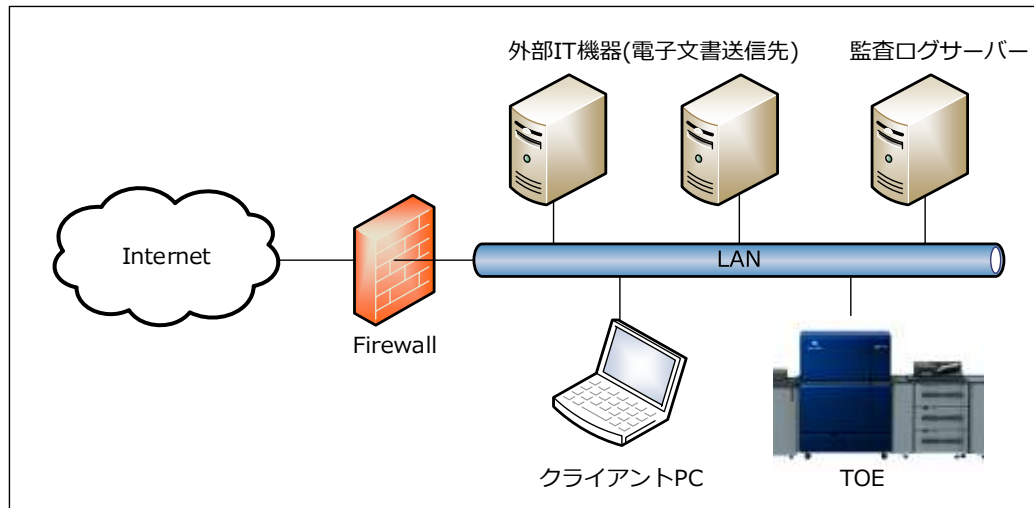 外部IT機器(電子文書送信先)
監査ログサーバー
Internet
LAN
Firewall
クライアントPC
TOE